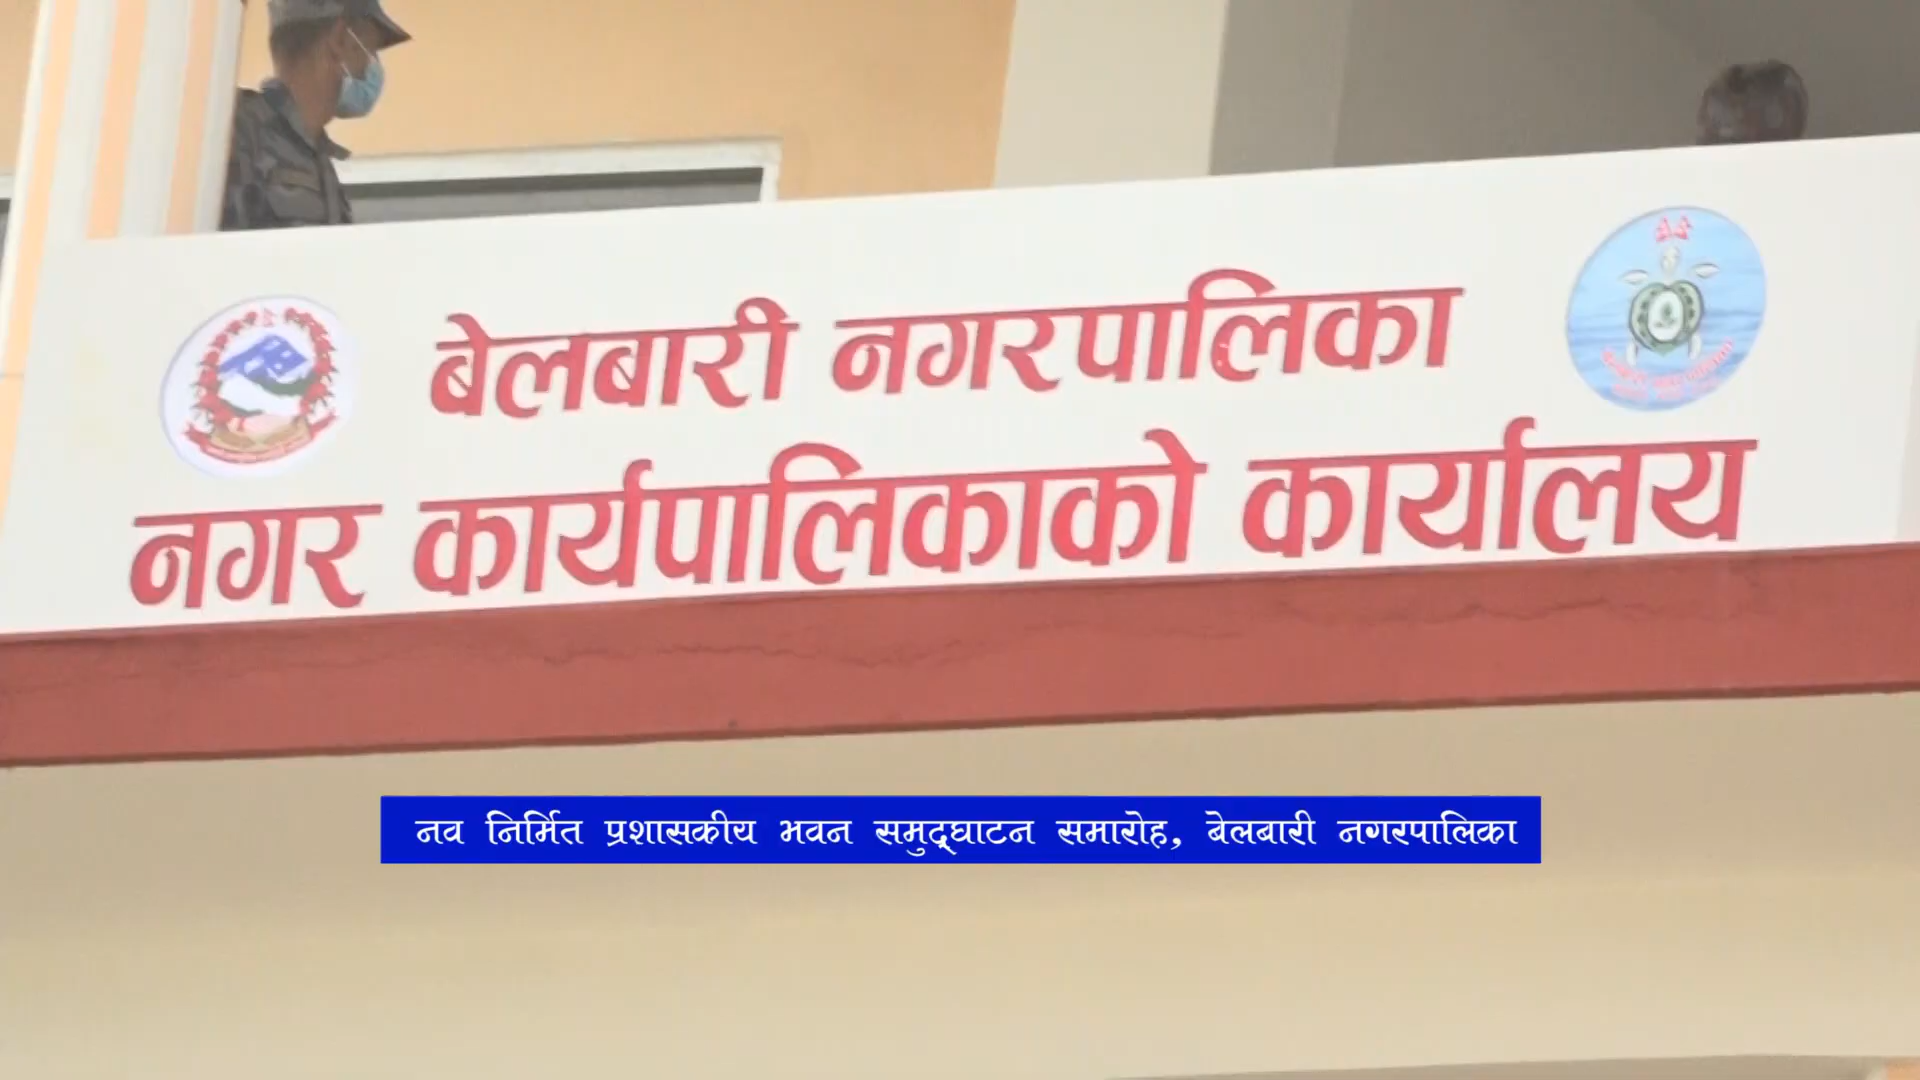 बेलबारी नगरपालिका
नगर कार्यपालिकाको कार्यालय
नव निर्मित प्रशासकीय भवन समुद्घाटन समारोह, बेलबारी नगरपालिका